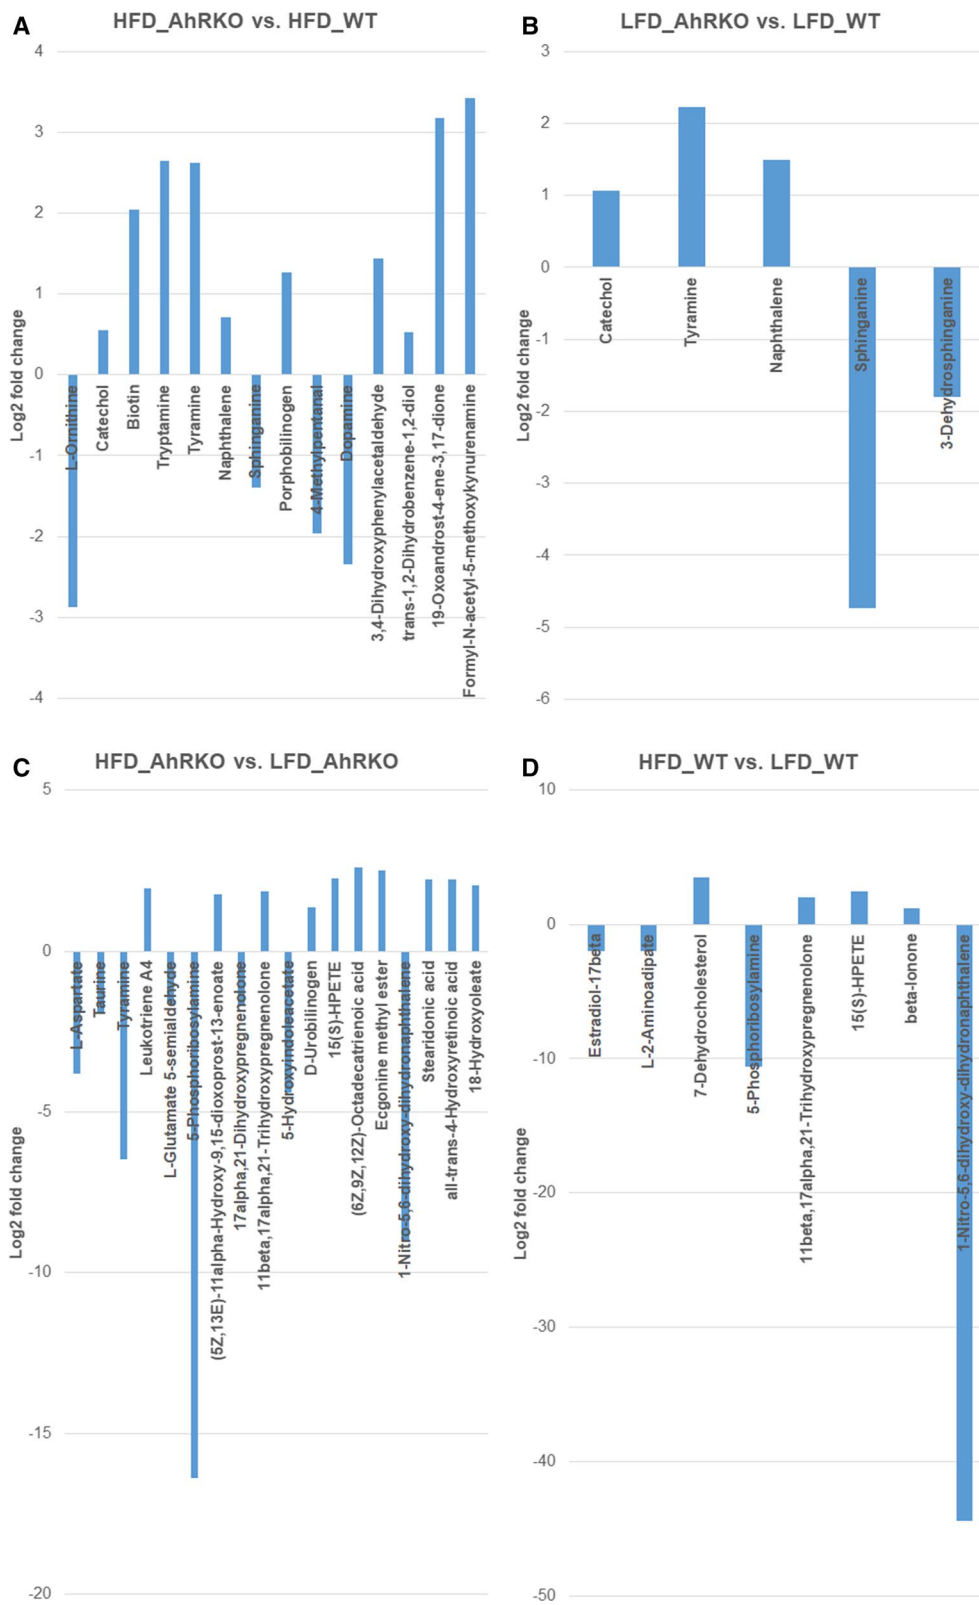 A
HFD_AhRKO vs. HFD_WT
4
3
2
1
0
-1
-2
-3
-4
Log2 fold change
L-Ornithine
Catechol
Biotin
Tryptamine
Tyramine
Naphthalene
Sphinganine
Porphobilinogen
4-Methylpentanal
Dopamine
3,4-Dihydroxyphenylacetaldehyde
trans-1,2-Dihydrobenzene-1,2-diol
19-Oxoandrost-4-ene-3,17-dione
Formyl-N-acetyl-5-methoxykynurenamine
B
LFD_AhRKO vs. LFD_WT
3
2
1
0
-1
-2
-3
-4
-5
-6
Log2 fold change
Catechol
Tyramine
Naphthalene
Sphinganine
3-Dehydrosphinganine
C
HFD_AhRKO vs. LFD_AhRKO
5
0
-5
-10
-15
-20
Log2 fold change
L-Aspartate
Taurine
Tyramine
Leukotriene A4
L-Glutamate 5-semialdehyde
5-Phosphoribosylamine
(5Z,13E)-11alpha-Hydroxy-9,15-dioxoprost-13-enoate
17alpha,21-Dihydroxypregnenolone
11beta,17alpha,21-Trihydroxypregnenolone
5-Hydroxyindoleacetate
D-Urobilinogen
15(S)-HPETE
(6Z,9Z,12Z)-Octadecatrienoic acid
Ecgonine methyl ester
1-Nitro-5,6-dihydroxy-dihydronaphthalene
Stearidonic acid
all-trans-4-Hydroxyretinoic acid
18-Hydroxyoleate
D
HFD_WT vs. LFD_WT
10
0
-10
-20
-30
-40
-50
Log2 fold change
Estradiol-17beta
L-2-Aminoadipate
7-Dehydrocholesterol
5-Phosphoribosylamine
11beta,17alpha,21-Trihydroxypregnenolone
15(S)-HPETE
beta-Ionone
1-Nitro-5,6-dihydroxy-dihydronaphthalene